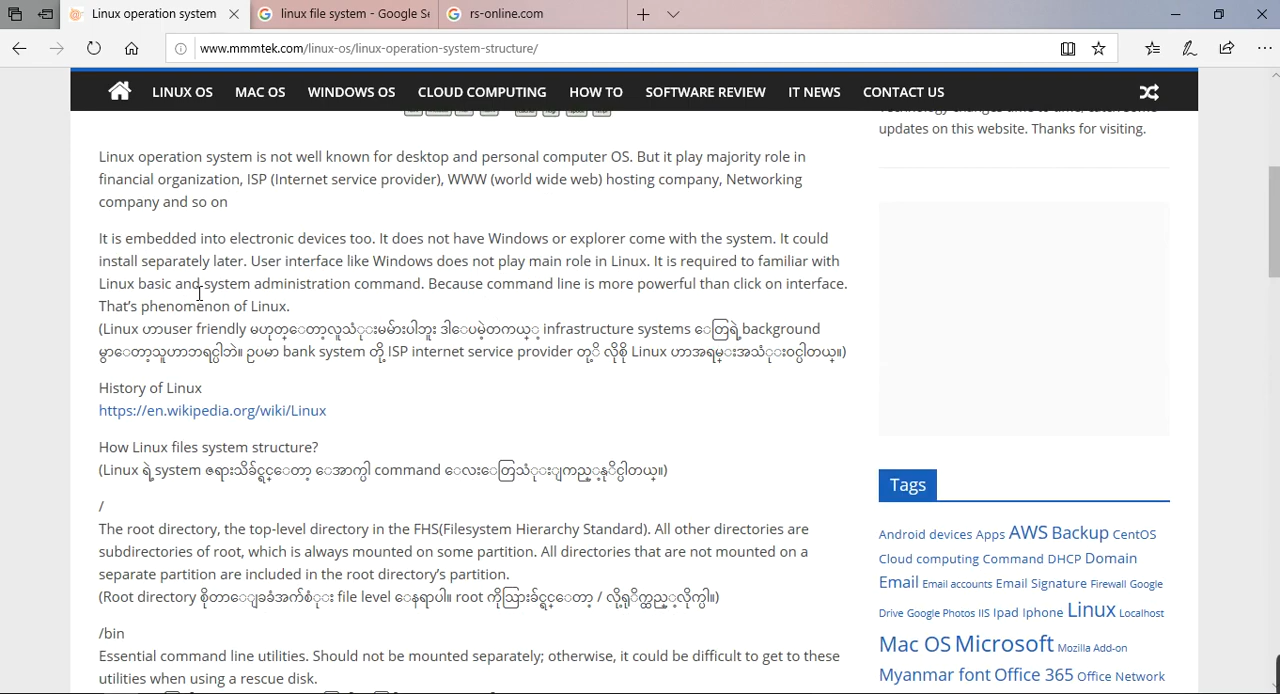 Linux operation system
linux file system - Google Se
rs-online.com
www.mmmtek.com/linux-os/linux-operation-system-structure/
LINUX OS MAC OS WINDOWS OS CLOUD COMPUTING HOW TO SOFTWARE REVIEW IT NEWS CONTACT US
updates on this website. Thanks for visiting.
Linux operation system is not well known for desktop and personal computer OS. But it play majority role in
financial organization, ISP (Internet service provider), WWW (world wide web) hosting company, Networking
company and so on
It is embedded into electronic devices too. It does not have Windows or explorer come with the system. It could
install separately later. User interface like Windows does not play main role in Linux. It is required to familiar with
Linux basic and system administration command. Because command line is more powerful than click on interface.
That's phenomenon of Linux.
(Linux ဟာuser friendly မဟုတ္ေတာ့လူသံုးမမ်ားပါဘူး ဒါေပမဲ့တကယ့္ infrastructure systems ေတြရဲ့ background
မွာေတာ့သူဟာဘရင္ပါဘဲ။ ဥပမာ bank system တို့ ISP internet service provider တို့ လိုစို Linux ဟာအရမ္းအသံုးဝင္ပါတယ္။)
History of Linux
https://en.wikipedia.org/wiki/Linux
How Linux files system structure?
(Linux ရဲ့ system ဇရားသိခ်င္ရင္ေတာ့ ေအာက္ပါ command ေလးေတြသံုးျကည့္နုိင္ပါတယ္။)
/
The root directory, the top-level directory in the FHS(Filesystem Hierarchy Standard). All other directories are
subdirectories of root, which is always mounted on some partition. All directories that are not mounted on a
separate partition are included in the root directory's partition.
(Root directory စိုတာေျခခံအက်စံုး file level ေနရာပါ။ root ကိုသြားခ်င္ရင္ေတာ့ / လို့ရုိက္ထည့္လိုက္ပါ။)
/bin
Essential command line utilities. Should not be mounted separately; otherwise, it could be difficult to get to these
utilities when using a rescue disk.
Tags
Android devices Apps AWS Backup CentOS
Cloud computing Command DHCP Domain
Email Email accounts Email Signature Firewall Google
Drive Google Photos IIS Ipad Iphone Linux Localhost
Mac OS Microsoft Mozilla Add-on
Myanmar font Office 365 Office Network